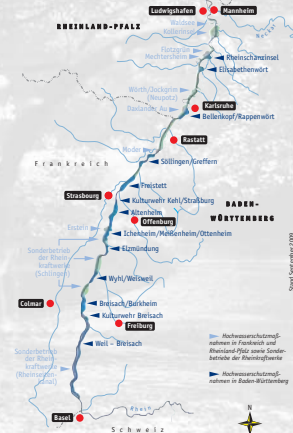 Ludwigshafen
Mannheim
RHEINLAND-PFALZ
Waldsee
Kollerinsel
Neckar
Flotzgrün
Mechtersheim
Rheinschanzinsel
Elisabethenwört
Wörth/Jockgrim
(Neupotz)
Daxlander Au
Karlsruhe
Bellenkopf/Rappenwört
Rastatt
Moder
Söllingen/Greffern
Frankreich
Freistett
Strasbourg
Kulturwehr Kehl/Straßburg
BADEN-
WÜRTTEMBERG
Altenheim
Offenburg
Erstein
Ichenheim/Meißenheim/Ottenheim
Elzmündung
Sonderbetrieb
der Rhein-
kraftwerke
(Schlingen)
Wyhl/Weisweil
Stand September 2009
Colmar
Breisach/Burkheim
Kulturwehr Breisach
Freiburg
Weil - Breisach
Sonderbetrieb
der Rhein-
kraftwerke
(Rheinseiten-
kanal)
Hochwasserschutzmaß-
nahmen in Frankreich und
Rheinland-Pfalz sowie Sonder-
betriebe der Rheinkraftwerke
Hochwasserschutzmaß-
nahmen in Baden-Württemberg
Basel
Rhein
Schweiz
N